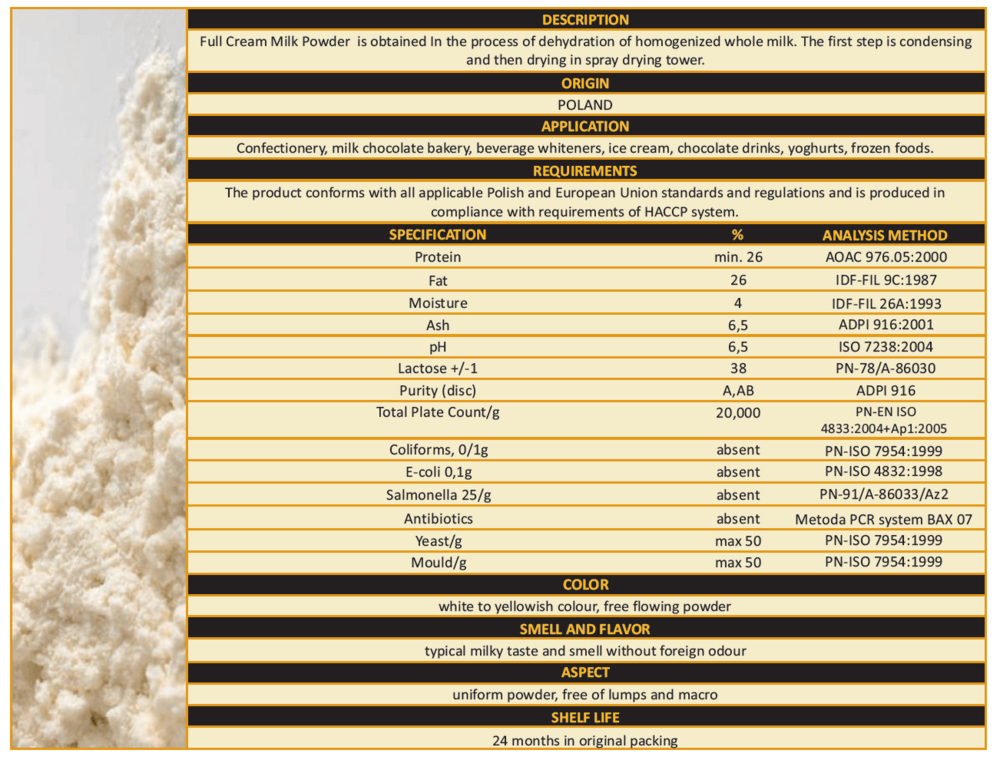 DESCRIPTION
Full Cream Milk Powder is obtained In the process of dehydration of homogenized whole milk. The first step is condensing
and then drying in spray drying tower.
ORIGIN
POLAND
APPLICATION
Confectionery, milk chocolate bakery, beverage whiteners, ice cream, chocolate drinks, yoghurts, frozen foods.
REQUIREMENTS
The product conforms with all applicable Polish and European Union standards and regulations and is produced in
compliance with requirements of HACCP system.
SPECIFICATION % ANALYSIS METHOD
Protein min. 26 AOAC 976.05:2000
Fat 26 IDF-FIL 9C:1987
Moisture 4 IDF-FIL 26A:1993
Ash 6,5 ADPI 916:2001
pH 6,5 ISO 7238:2004
Lactose +/-1 38 PN-78/A-86030
Purity (disc) A,AB ADPI 916
Total Plate Count/g 20,000 PN-EN ISO
4833:2004+Ap1:2005
Coliforms, 0/1g absent PN-ISO 7954:1999
E-coli 0,1g absent PN-ISO 4832:1998
Salmonella 25/g absent PN-91/A-86033/Az2
Antibiotics absent Metoda PCR system BAX 07
Yeast/g max 50 PN-ISO 7954:1999
Mould/g max 50 PN-ISO 7954:1999
COLOR
white to yellowish colour, free flowing powder
SMELL AND FLAVOR
typical milky taste and smell without foreign odour
ASPECT
uniform powder, free of lumps and macro
SHELF LIFE
24 months in original packing